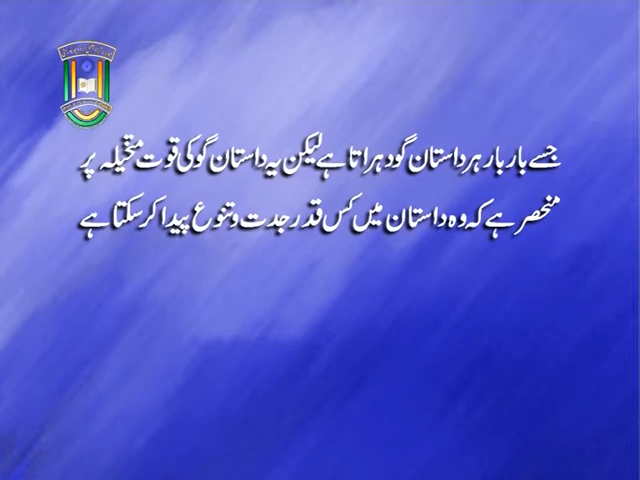 جسے بار بار ہر داستان گو دہراتا ہے لیکن یہ داستان گو کی قوت متخیلہ پر
منحصر ہے کہ وہ داستان میں کس قدر جدت و تنوع پیدا کر سکتا ہے